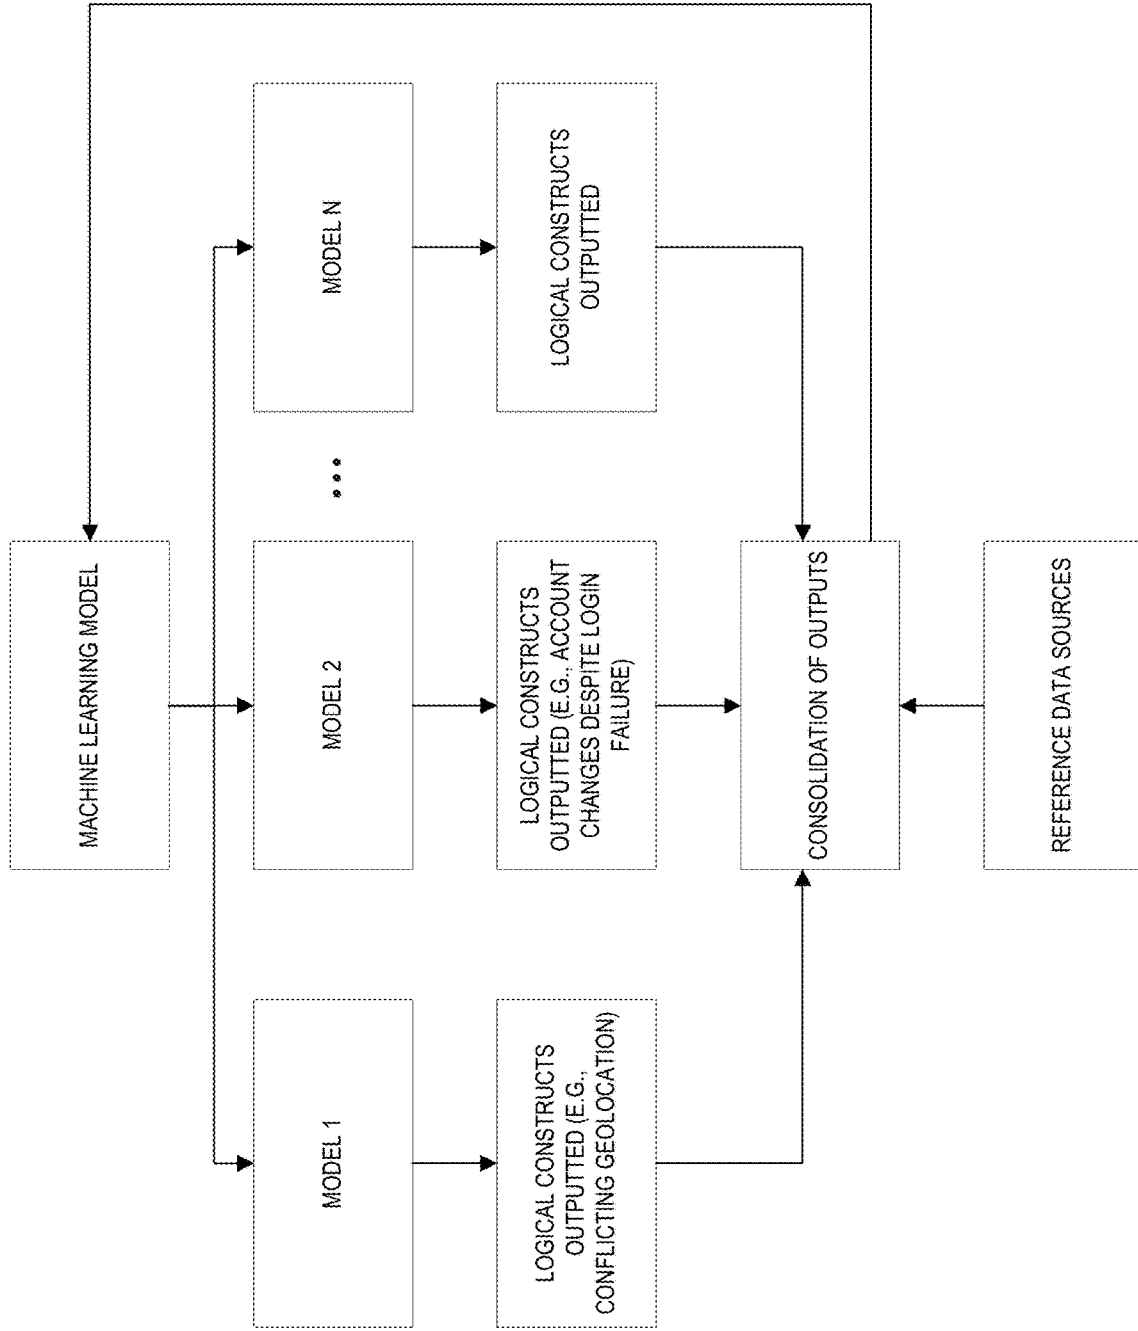 MACHINE LEARNING MODEL
MODEL 1
MODEL 2
...
MODEL N
LOGICAL CONSTRUCTS
OUTPUTTED (E.G.,
CONFLICTING GEOLOCATION)
LOGICAL CONSTRUCTS
OUTPUTTED (E.G., ACCOUNT
CHANGES DESPITE LOGIN
FAILURE)
LOGICAL CONSTRUCTS
OUTPUTTED
CONSOLIDATION OF OUTPUTS
REFERENCE DATA SOURCES